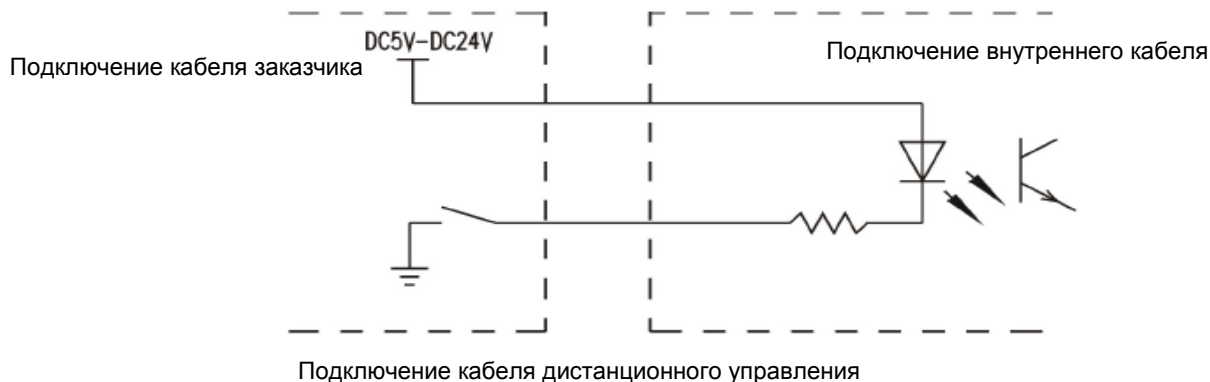 DC5V-DC24V
Подключение кабеля заказчика
Подключение внутреннего кабеля
Подключение кабеля дистанционного управления